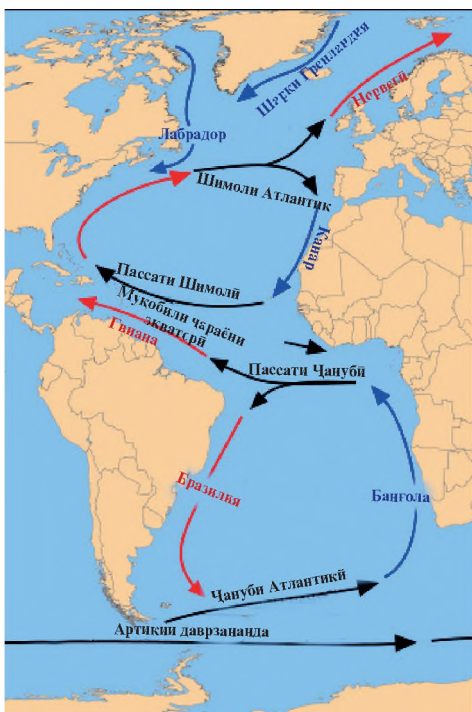 Шарқи Гренландия
Нервегӣ
Лабрадор
Шимоли Атлантик
Канар
Пассати Шимолӣ
Муқобили ҷараёни
экваторӣ
Гвиана
Пассати Ҷанубӣ
Бразилия
Бангола
Ҷануби Атлантикӣ
Артикии даврзананда